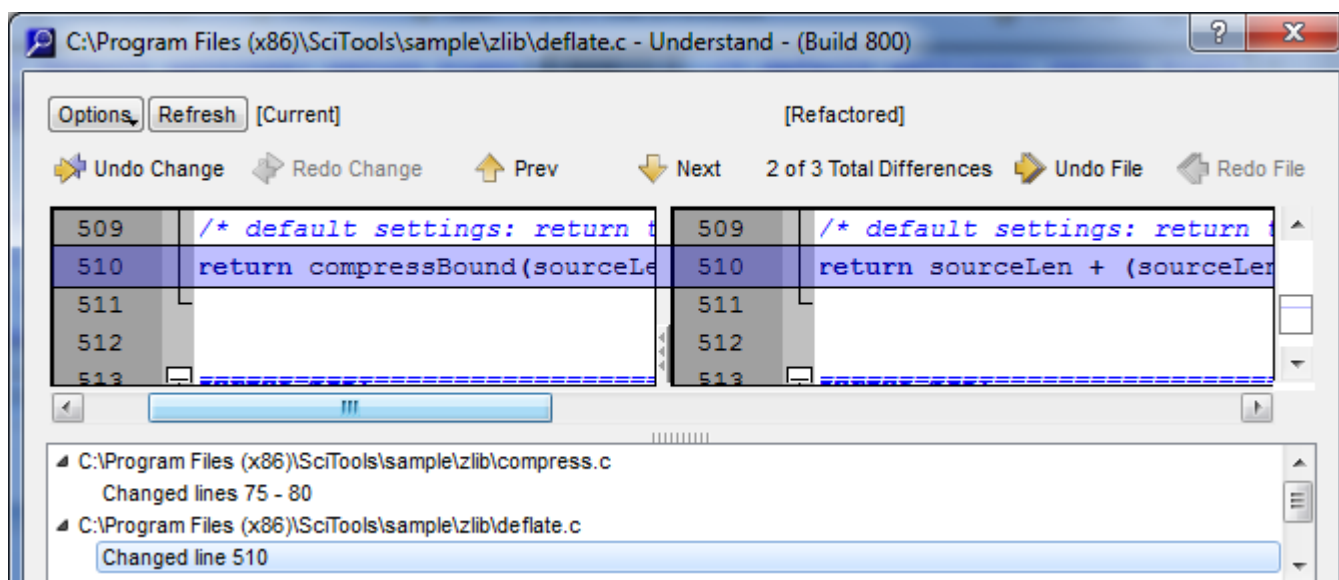 C:\Program Files (x86)\SciTools\sample\zlib\deflate.c - Understand - (Build 800)
Options Refresh [Current] [Refactored]
Undo Change Redo Change Prev Next 2 of 3 Total Differences Undo File Redo File
509 /* default settings: return t 509 /* default settings: return t
510 return compressBound(sourceLe 510 return sourceLen + (sourceLen
511 511
512 512
513 513
C:\Program Files (x86)\SciTools\sample\zlib\compress.c
Changed lines 75 - 80
C:\Program Files (x86)\SciTools\sample\zlib\deflate.c
Changed line 510